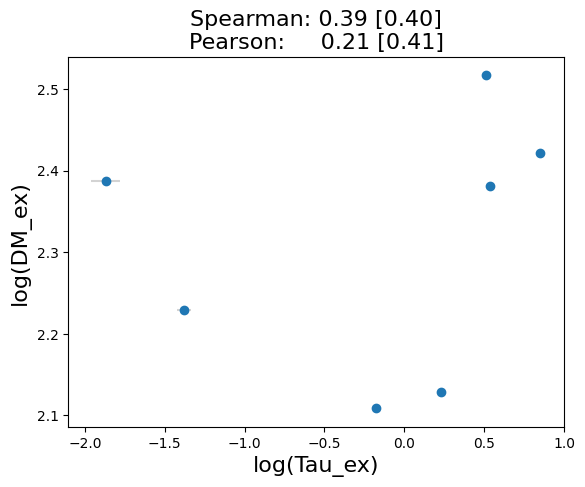 Spearman: 0.39 [0.40]
Pearson: 0.21 [0.41]
log(DM_ex)
2.5
2.4
2.3
2.2
2.1
−2.0 −1.5 −1.0 −0.5 0.0 0.5 1.0
log(Tau_ex)